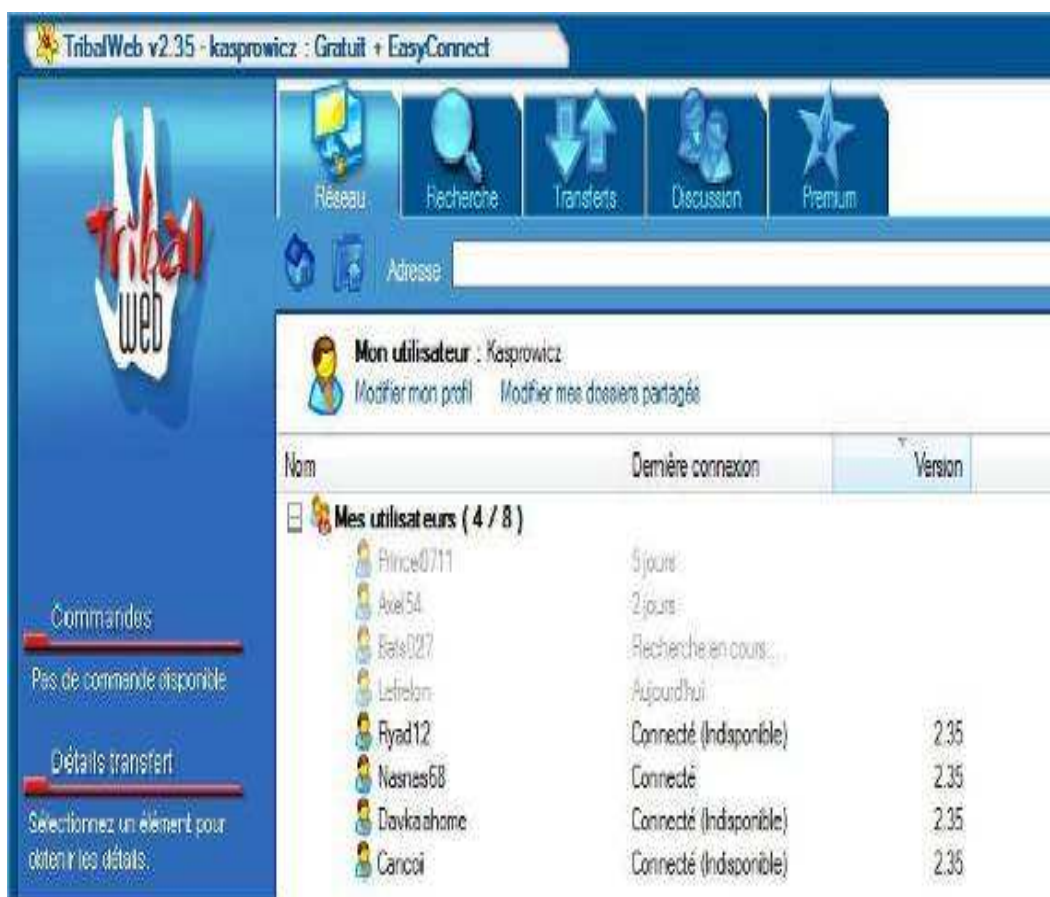 TribalWeb v2.35 - kasprowicz : Gratuit + EasyConnect
Réseau Recherche Transferts Discussion Premium
Tribal
web
Adresse
Mon utilisateur : Kasprowicz
Modifier mon profil Modifier mes dossiers partagés
Nom Dernière connexion Version
Mes utilisateurs ( 4 / 8 )
Prince0711 5 jours
Axel54 2 jours
Bats027 Recherche en cours...
Lefrelon Aujourd'hui
Ryad12 Connecté (Indisponible) 2.35
Nasnes68 Connecté 2.35
Davkaahome Connecté (Indisponible) 2.35
Cancoi Connecté (Indisponible) 2.35
Commandes
Pas de commande disponible
Détails transfert
Sélectionnez un élément pour
obtenir les détails.